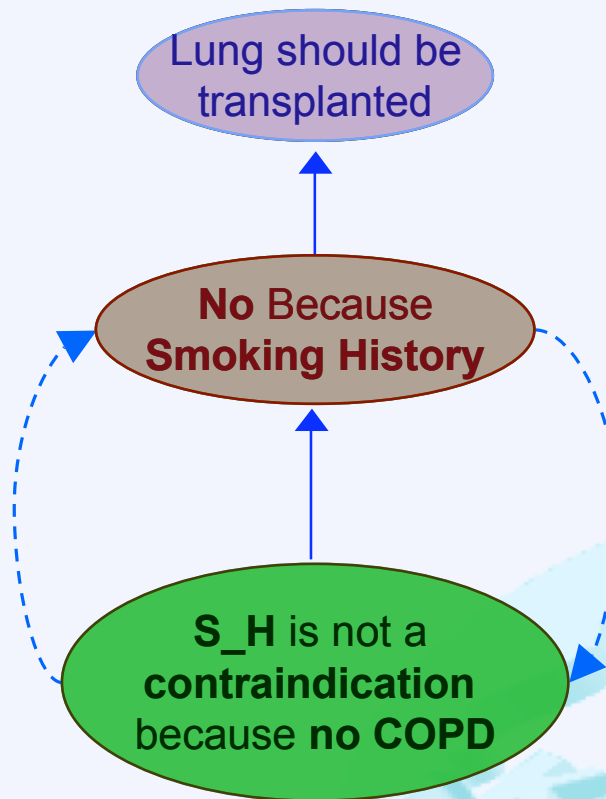 Lung should be
transplanted
No Because
Smoking History
S_H is not a
contraindication
because no COPD